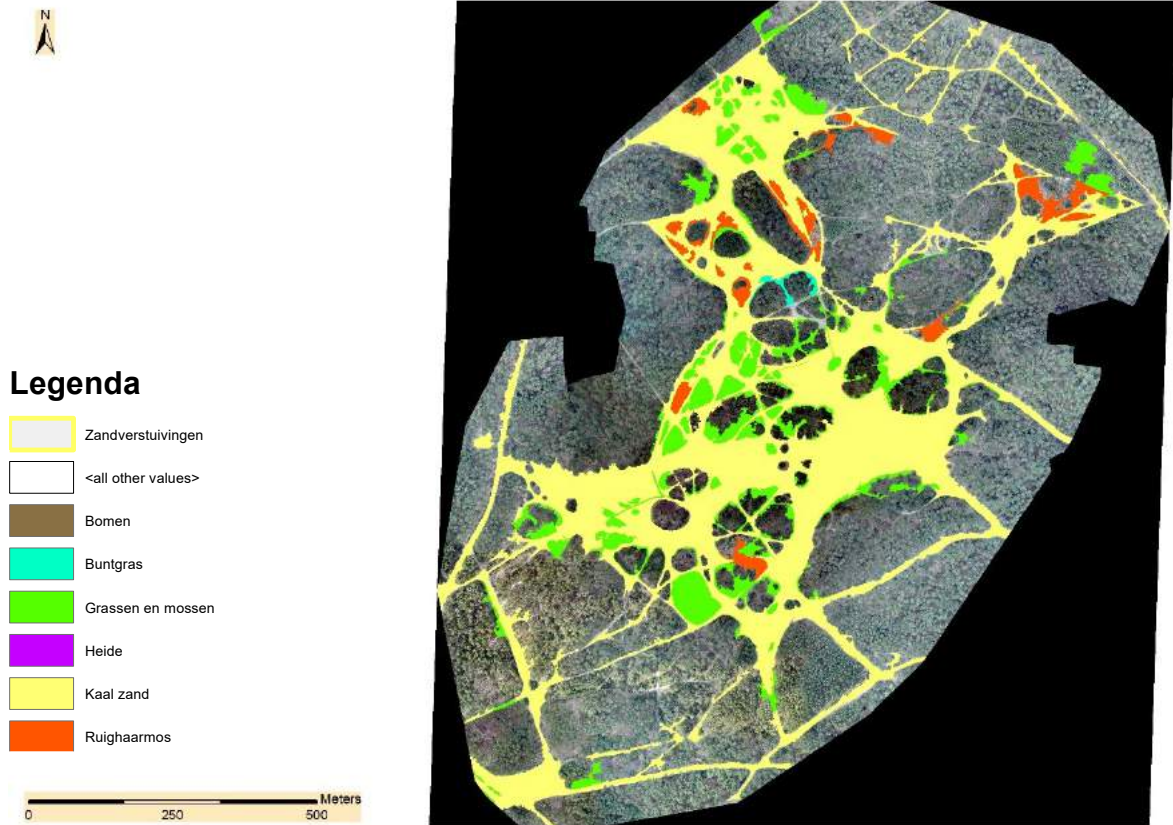 N
Legenda
Zandverstuivingen
<all other values>
Bomen
Buntgras
Grassen en mossen
Heide
Kaal zand
Ruighaarmos
Meters
0 250 500